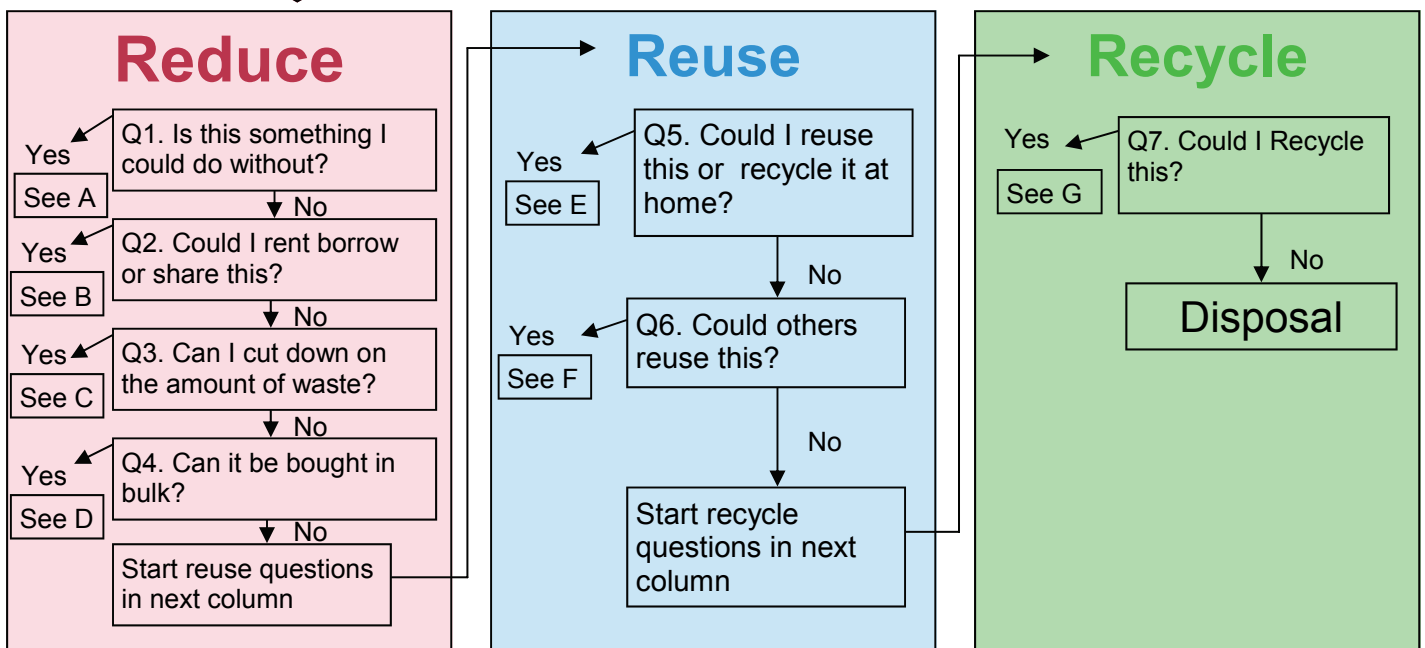 Reduce
Q1. Is this something I
could do without?
Yes
See A
No
Q2. Could I rent borrow
or share this?
Yes
See B
No
Q3. Can I cut down on
the amount of waste?
Yes
See C
No
Q4. Can it be bought in
bulk?
Yes
See D
No
Start reuse questions
in next column
Reuse
Q5. Could I reuse
this or recycle it at
home?
Yes
See E
No
Q6. Could others
reuse this?
Yes
See F
No
Start recycle
questions in next
column
Recycle
Q7. Could I Recycle
this?
Yes
See G
No
Disposal